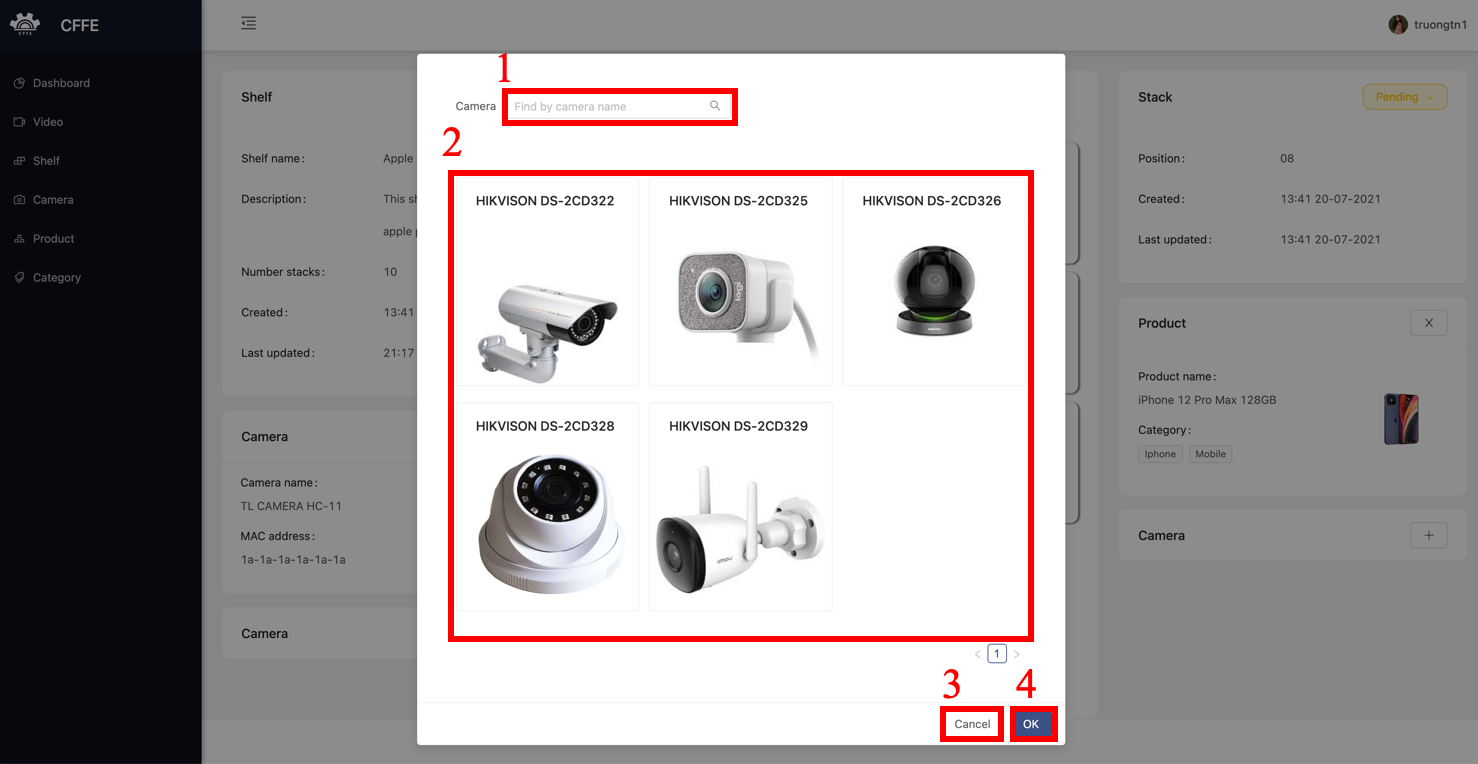 CFFE
CFFE
truongtn1
Dashboard
Video
Shelf
Camera
Product
Category
Shelf
Shelf name :
Apple
Description :
This sh
apple p
Number stacks :
10
Created :
13:41
Last updated :
21:17
Camera
Camera name :
TL CAMERA HC-11
MAC address :
1a-1a-1a-1a-1a-1a
Camera
1
Camera
Find by camera name
2
HIKVISON DS-2CD322
HIKVISON DS-2CD325
HIKVISON DS-2CD326
logi
HIKVISON DS-2CD328
HIKVISON DS-2CD329
imou
< 1 >
3
4
Cancel
OK
Stack
Pending
Position :
08
Created :
13:41 20-07-2021
Last updated :
13:41 20-07-2021
Product
X
Product name :
iPhone 12 Pro Max 128GB
Category :
Iphone
Mobile
Camera
+